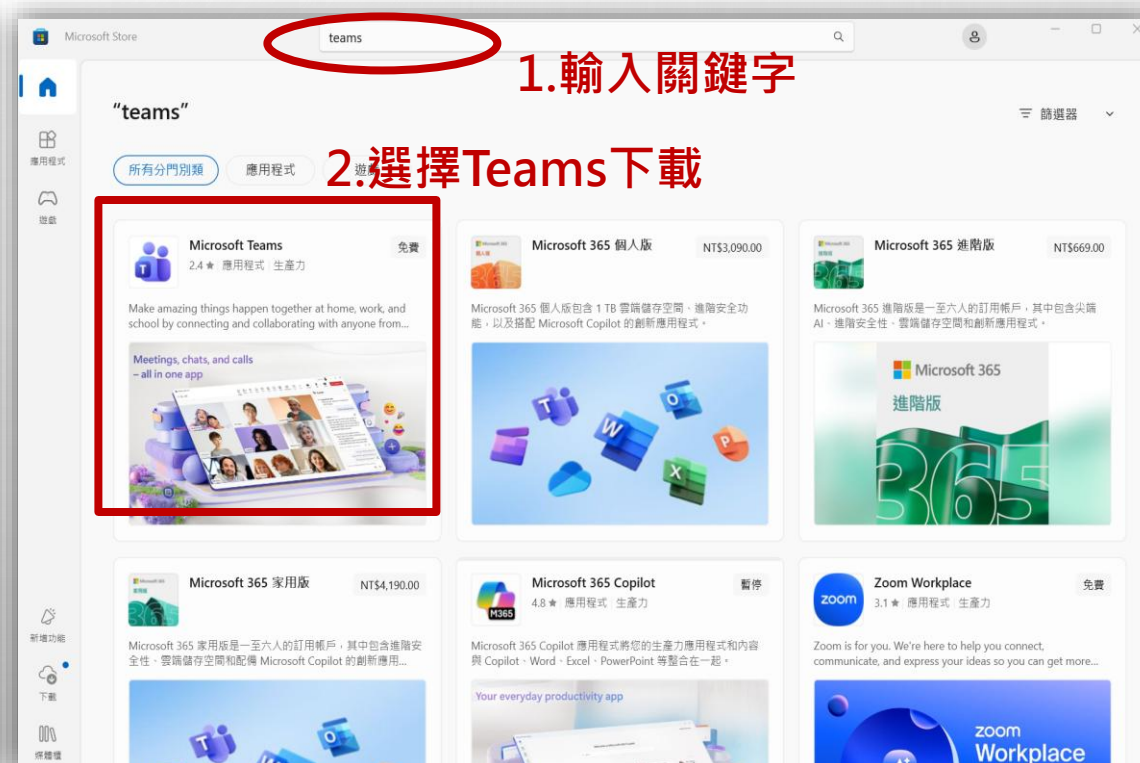 Microsoft Store
teams
1.輸入關鍵字
"teams"
篩選器
應用程式
所有分門別類
應用程式
2.選擇Teams下載
遊戲
Microsoft Teams
免費
2.4★ 應用程式 生產力
Make amazing things happen together at home, work, and
school by connecting and collaborating with anyone from...
Meetings, chats, and calls
– all in one app
Microsoft 365 個人版
NT$3,090.00
Microsoft 365 個人版包含 1 TB 雲端儲存空間、進階安全功
能,以及搭配 Microsoft Copilot 的創新應用程式。
Microsoft 365 進階版
NT$669.00
Microsoft 365 進階版是一至六人的訂用帳戶,其中包含尖端
AI、進階安全性、雲端儲存空間和創新應用程式。
Microsoft 365
進階版
365
Microsoft 365 家用版
NT$4,190.00
Microsoft 365 家用版是一至六人的訂用帳戶,其中包含進階安
全性、雲端儲存空間和配備 Microsoft Copilot 的創新應用...
M365
Microsoft 365 Copilot
暫停
4.8★ 應用程式 生產力
Microsoft 365 Copilot 應用程式將您的生產力應用程式和內容
與 Copilot、Word、Excel、PowerPoint 等整合在一起。
Your everyday productivity app
zoom
Zoom Workplace
免費
3.1★ 應用程式 生產力
Zoom is for you. We're here to help you connect,
communicate, and express your ideas so you can get more...
zoom
Workplace
新增功能
下載
媒體櫃